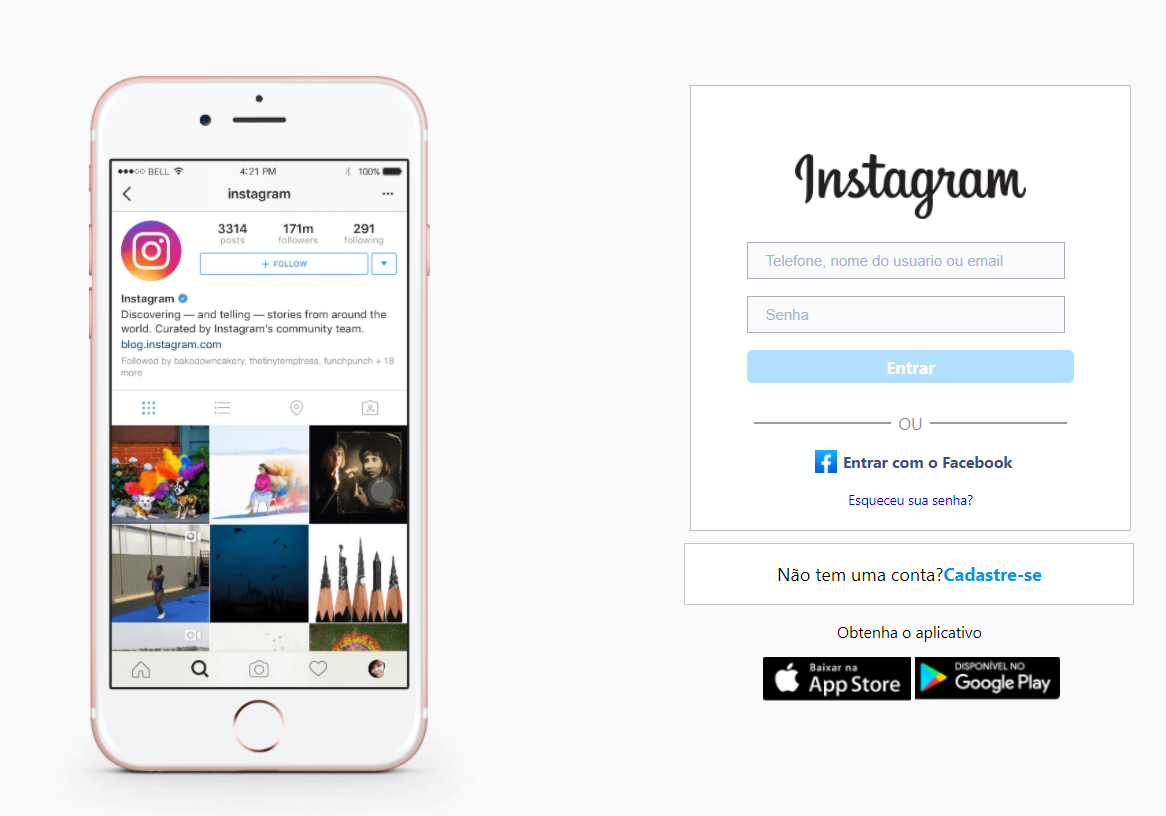 BELL 4:21 PM 100%
instagram
3314 171m 291
posts followers following
+ FOLLOW
Instagram
Discovering — and telling — stories from around the
world. Curated by Instagram's community team.
blog.instagram.com
Followed by bakedowncakery, thetinytemptress, funchpunch + 18
more
Instagram
Telefone, nome do usuario ou email
Senha
Entrar
OU
Entrar com o Facebook
Esqueceu sua senha?
Não tem uma conta?Cadastre-se
Obtenha o aplicativo
Baixar na
App Store
DISPONÍVEL NO
Google Play